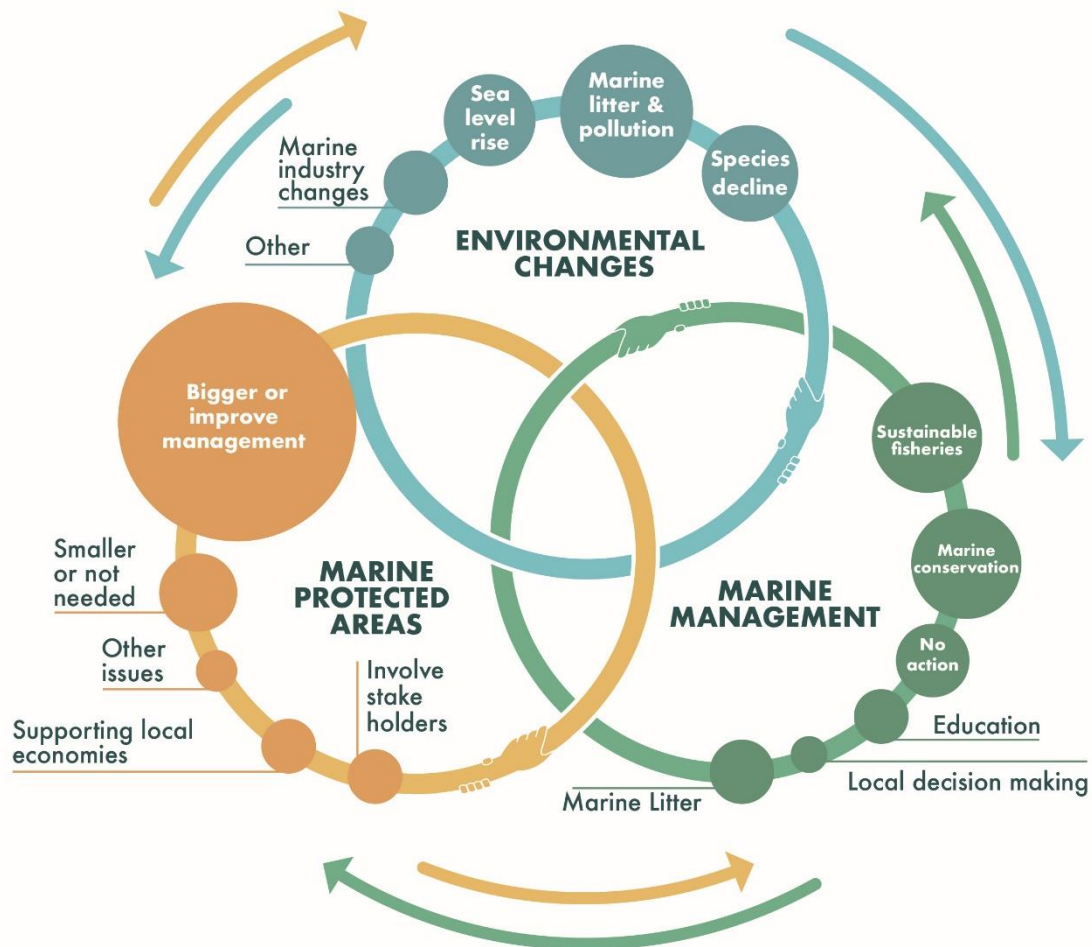 Marine
litter &
pollution
Sea
level
rise
Species
decline
Marine
industry
changes
Other
ENVIRONMENTAL
CHANGES
Bigger or
improve
management
Smaller
or not
needed
Other
issues
Supporting local
economies
Involve
stake
holders
MARINE
PROTECTED
AREAS
MARINE
MANAGEMENT
Sustainable
fisheries
Marine
conservation
No
action
Education
Local decision making
Marine Litter